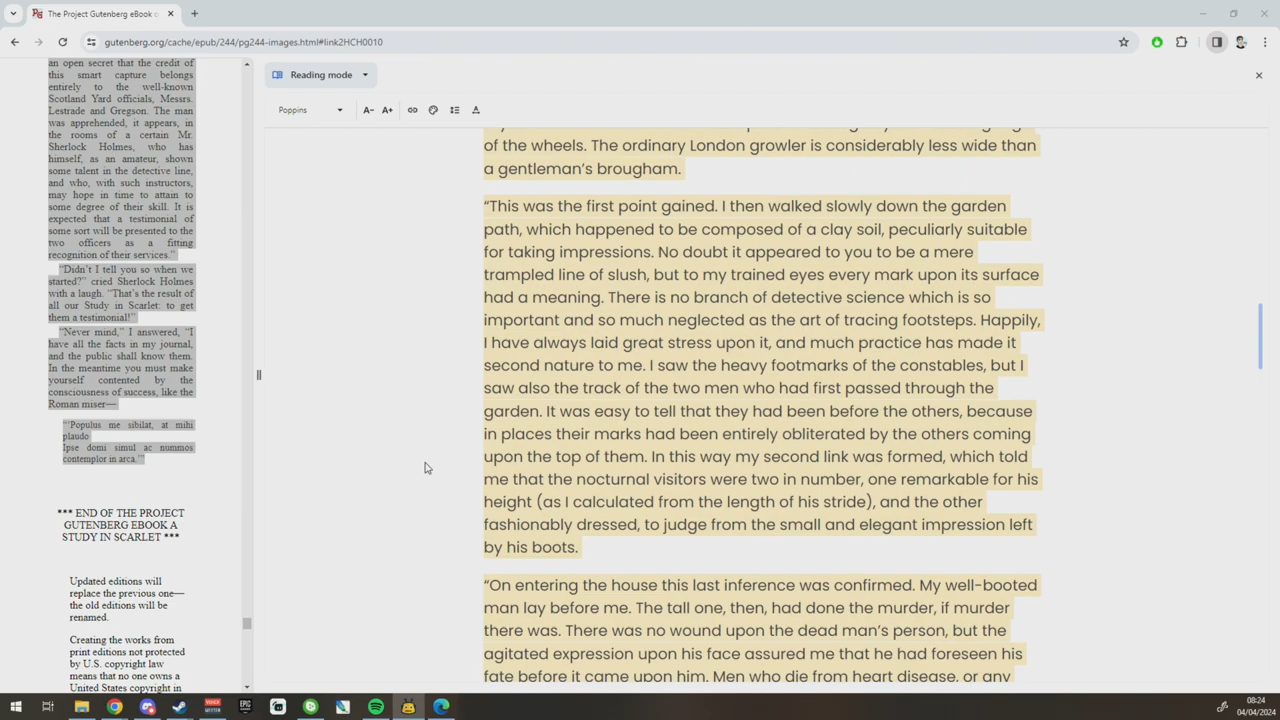 The Project Gutenberg eBook o
gutenberg.org/cache/epub/244/pg244-images.html#link2HCH0010
an open secret that the credit of
this smart capture belongs
entirely to the well-known
Scotland Yard officials, Messrs.
Lestrade and Gregson. The man
was apprehended, it appears, in
the rooms of a certain Mr.
Sherlock Holmes, who has
himself, as an amateur, shown
some talent in the detective line,
and who, with such instructors,
may hope in time to attain to
some degree of their skill. It is
expected that a testimonial of
some sort will be presented to the
two officers as a fitting
recognition of their services.”
“Didn’t I tell you so when we
started?” cried Sherlock Holmes
with a laugh. “That’s the result of
all our Study in Scarlet: to get
them a testimonial!”
“Never mind,” I answered, “I
have all the facts in my journal,
and the public shall know them.
In the meantime you must make
yourself contented by the
consciousness of success, like the
Roman miser—
“‘Populus me sibilat, at mihi
plaudo
Ipse domi simul ac nummos
contemplor in arca.’”
*** END OF THE PROJECT
GUTENBERG EBOOK A
STUDY IN SCARLET ***
Updated editions will
replace the previous one—
the old editions will be
renamed.
Creating the works from
print editions not protected
by U.S. copyright law
means that no one owns a
United States copyright in
Reading mode
Poppins
A- A+
of the wheels. The ordinary London growler is considerably less wide than
a gentleman’s brougham.
“This was the first point gained. I then walked slowly down the garden
path, which happened to be composed of a clay soil, peculiarly suitable
for taking impressions. No doubt it appeared to you to be a mere
trampled line of slush, but to my trained eyes every mark upon its surface
had a meaning. There is no branch of detective science which is so
important and so much neglected as the art of tracing footsteps. Happily,
I have always laid great stress upon it, and much practice has made it
second nature to me. I saw the heavy footmarks of the constables, but I
saw also the track of the two men who had first passed through the
garden. It was easy to tell that they had been before the others, because
in places their marks had been entirely obliterated by the others coming
upon the top of them. In this way my second link was formed, which told
me that the nocturnal visitors were two in number, one remarkable for his
height (as I calculated from the length of his stride), and the other
fashionably dressed, to judge from the small and elegant impression left
by his boots.
“On entering the house this last inference was confirmed. My well-booted
man lay before me. The tall one, then, had done the murder, if murder
there was. There was no wound upon the dead man’s person, but the
agitated expression upon his face assured me that he had foreseen his
fate before it came upon him. Men who die from heart disease, or any
08:24
04/04/2024